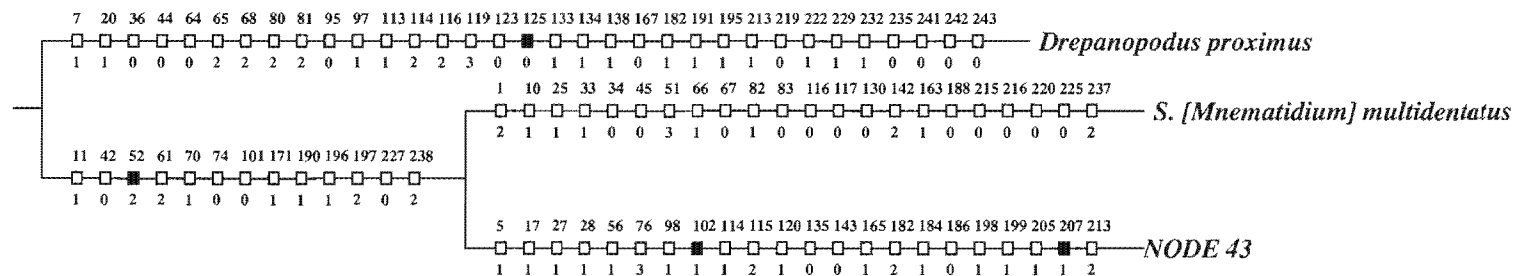 7 20 36 44 64 65 68 80 81 95 97 113 114 116 119 123 125 133 134 138 167 182 191 195 213 219 222 229 232 235 241 242 243
Drepanopodus proximus
1 1 0 0 0 2 2 2 2 0 1 1 2 2 3 0 0 1 1 1 0 1 1 1 1 0 1 1 1 0 0 0 0
1 10 25 33 34 45 51 66 67 82 83 116 117 130 142 163 188 215 216 220 225 237
S. [Mnematidium] multidentatus
2 1 1 1 0 0 3 1 0 1 0 0 0 0 2 1 0 0 0 0 0 2
11 42 52 61 70 74 101 171 190 196 197 227 238
1 0 2 2 1 0 0 1 1 1 2 0 2
5 17 27 28 56 76 98 102 114 115 120 135 143 165 182 184 186 198 199 205 207 213
NODE 43
1 1 1 1 1 3 1 1 1 2 1 0 0 1 2 1 0 1 1 1 1 2